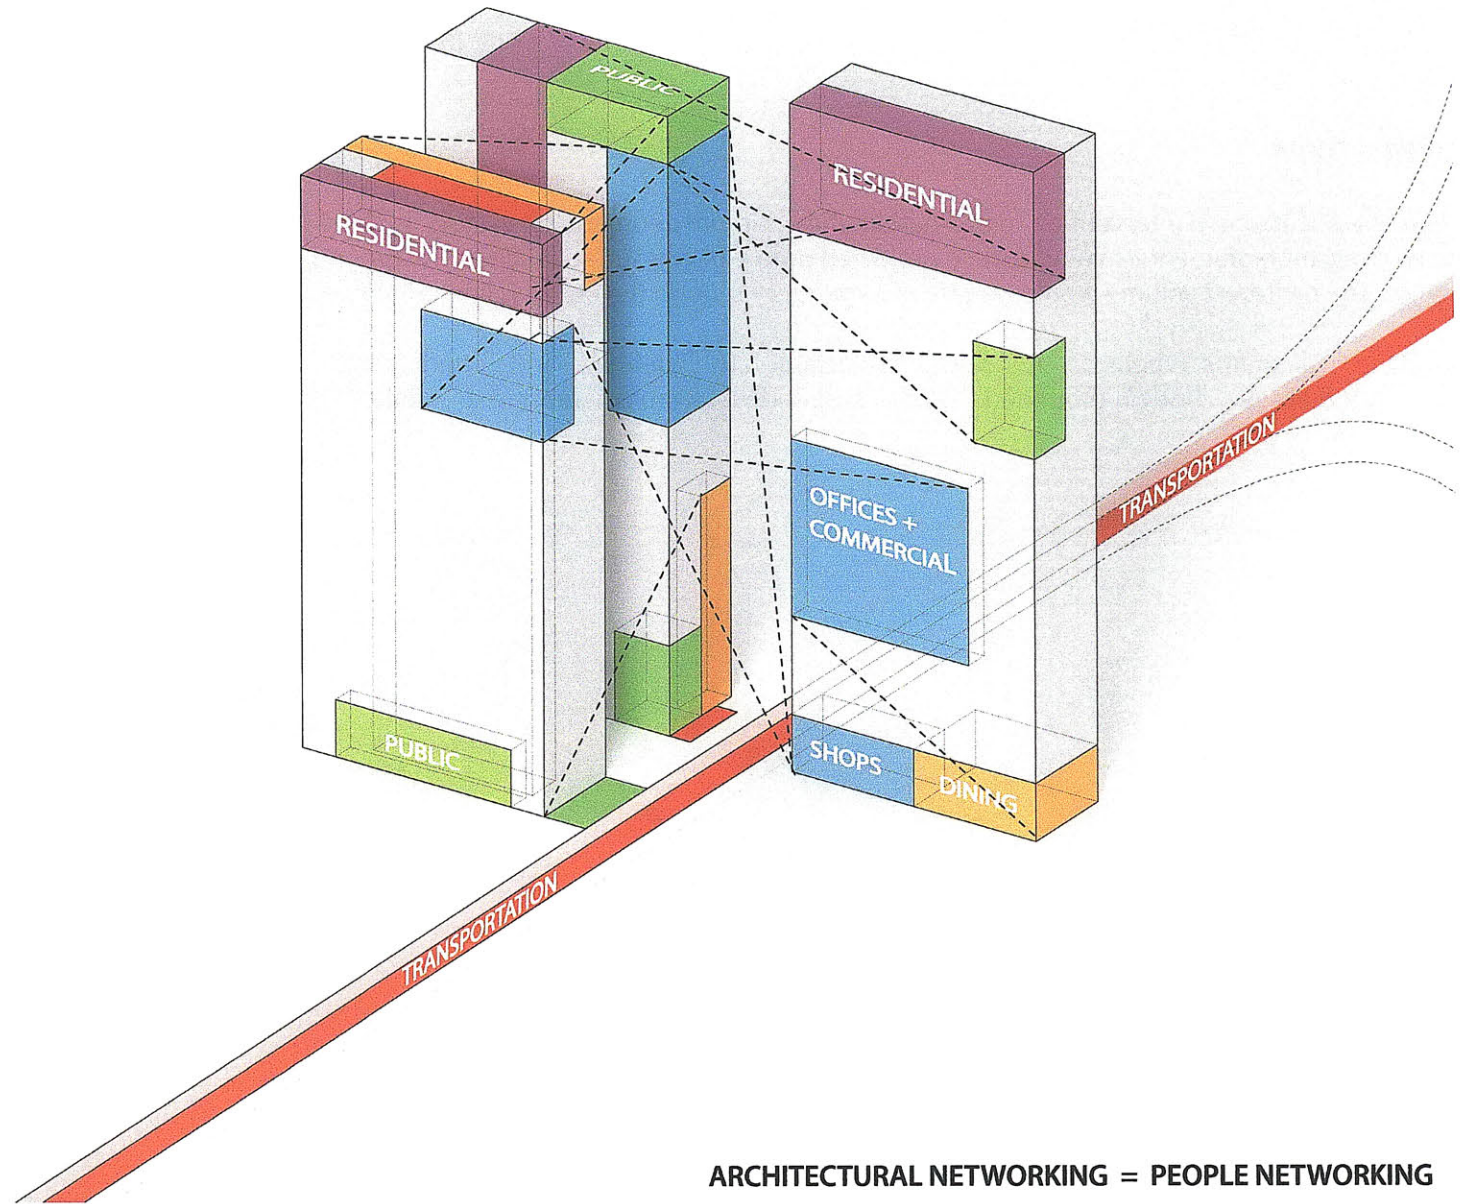 PUBLIC
RESIDENTIAL
RESIDENTIAL
OFFICES +
COMMERCIAL
TRANSPORTATION
PUBLIC
SHOPS
DINING
TRANSPORTATION
ARCHITECTURAL NETWORKING = PEOPLE NETWORKING